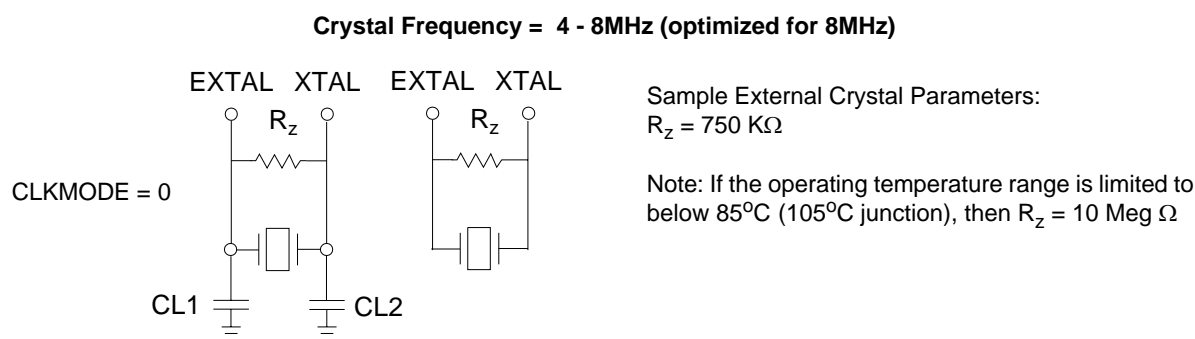 Crystal Frequency = 4 - 8MHz (optimized for 8MHz)
EXTAL XTAL
EXTAL XTAL
Rz
Rz
CLKMODE = 0
CL1
CL2
Sample External Crystal Parameters:
Rz = 750 KΩ
Note: If the operating temperature range is limited to
below 85°C (105°C junction), then Rz = 10 Meg Ω